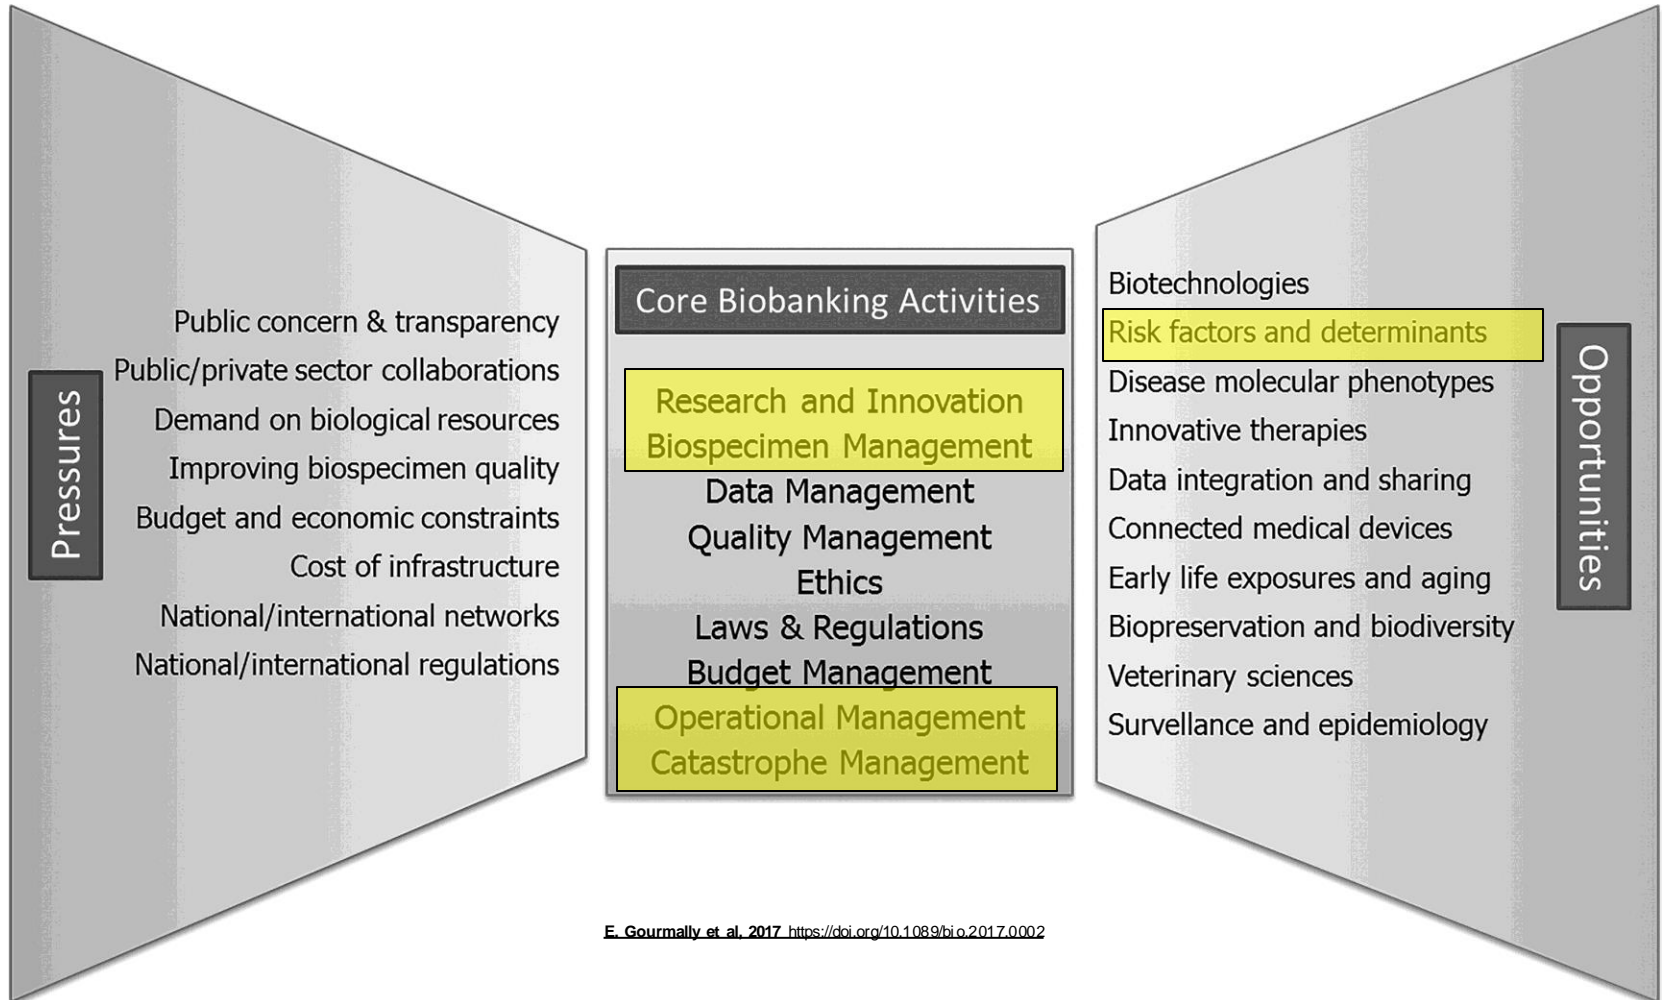 Pressures
Public concern & transparency
Public/private sector collaborations
Demand on biological resources
Improving biospecimen quality
Budget and economic constraints
Cost of infrastructure
National/international networks
National/international regulations
Core Biobanking Activities
Research and Innovation
Biospecimen Management
Data Management
Quality Management
Ethics
Laws & Regulations
Budget Management
Operational Management
Catastrophe Management
Biotechnologies
Risk factors and determinants
Disease molecular phenotypes
Innovative therapies
Data integration and sharing
Connected medical devices
Early life exposures and aging
Biopreservation and biodiversity
Veterinary sciences
Survellance and epidemiology
Opportunities
E. Gourmally et al, 2017 https://doi.org/10.1089/bio.2017.0002